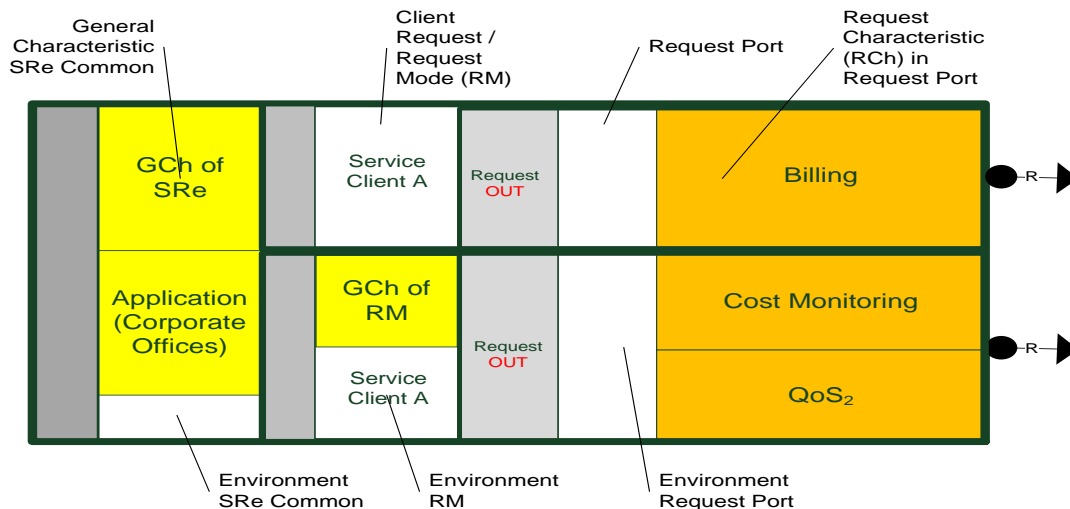 General
Characteristic
SRe Common
Client
Request /
Request
Mode (RM)
Request Port
Request
Characteristic
(RCh) in
Request Port
GCh of
SRe
Service
Client A
Request
OUT
Billing
R
Application
(Corporate
Offices)
GCh of
RM
Service
Client A
Request
OUT
Cost Monitoring
QoS₂
R
Environment
SRe Common
Environment
RM
Environment
Request Port